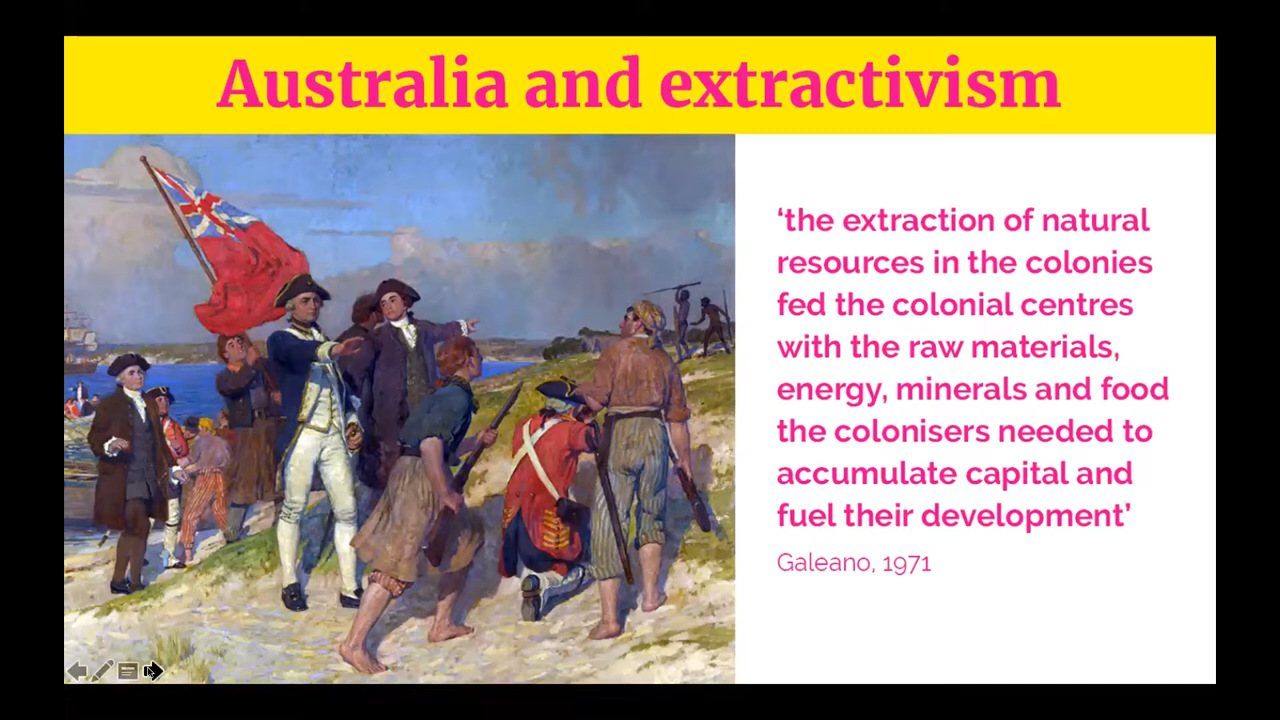 Australia and extractivism
‘the extraction of natural
resources in the colonies
fed the colonial centres
with the raw materials,
energy, minerals and food
the colonisers needed to
accumulate capital and
fuel their development’
Galeano, 1971